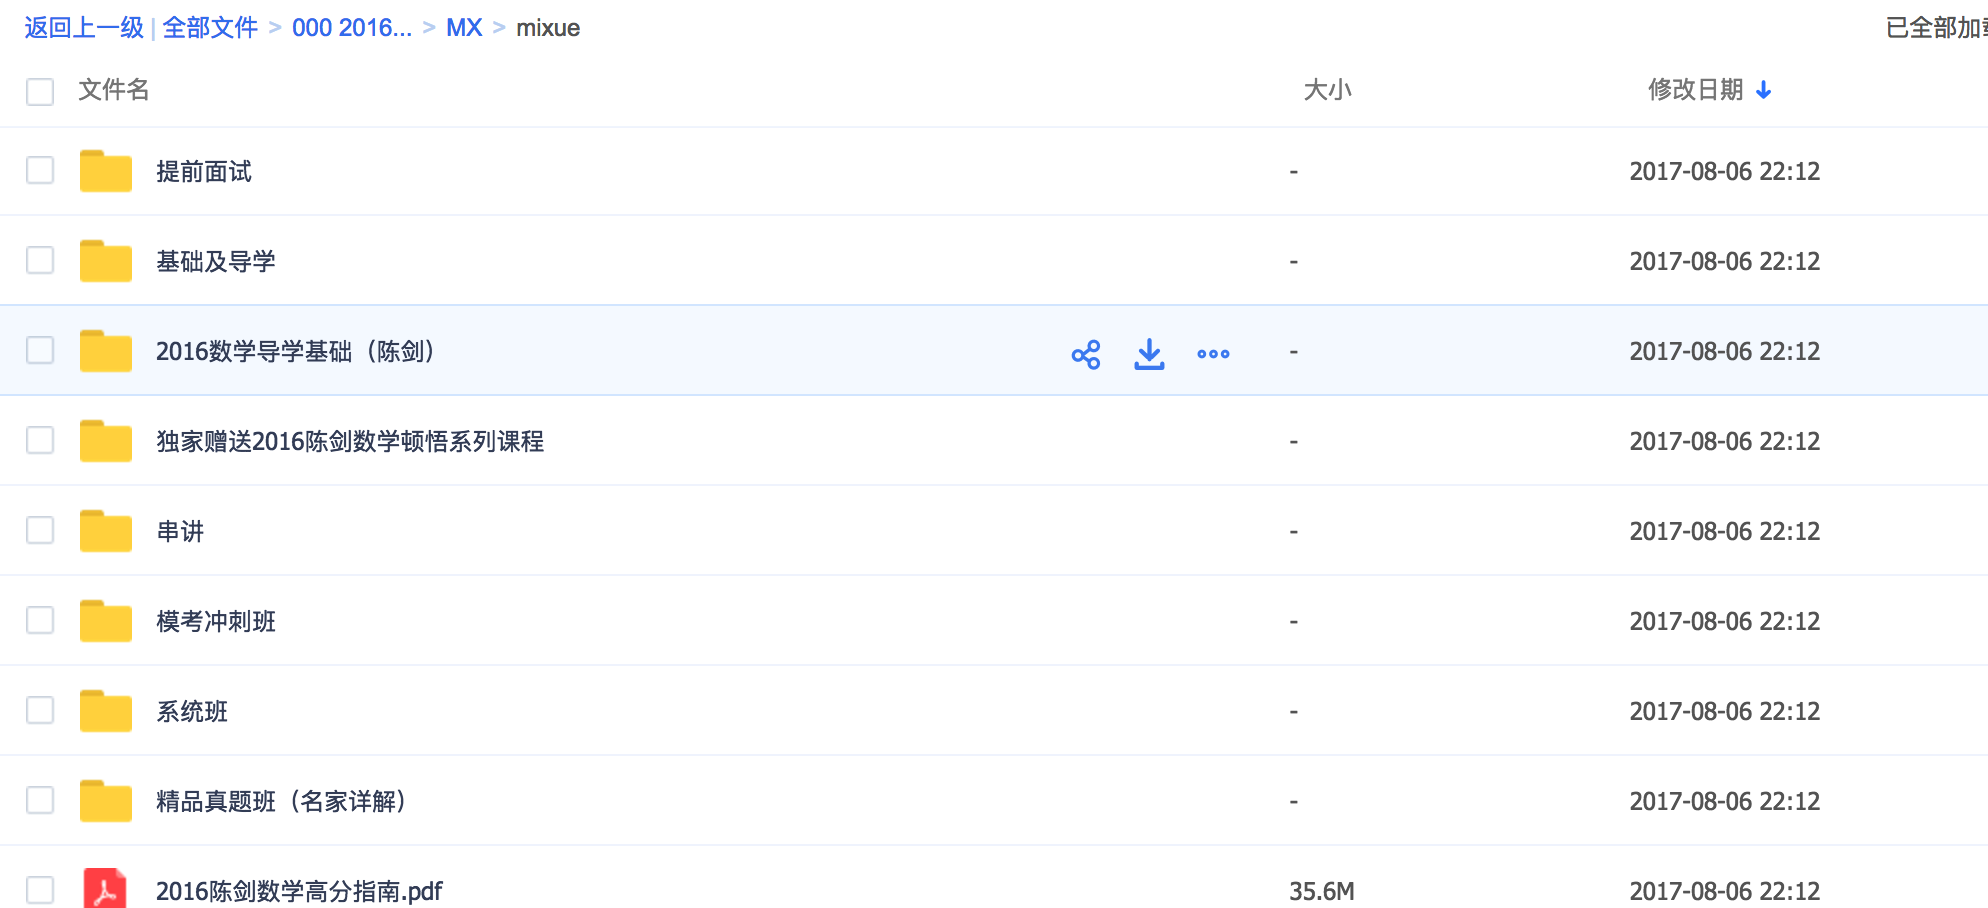 返回上一级 | 全部文件 > 000 2016... > MX > mixue 已全部加
文件名 大小 修改日期
提前面试 - 2017-08-06 22:12
基础及导学 - 2017-08-06 22:12
2016数学导学基础（陈剑） - 2017-08-06 22:12
独家赠送2016陈剑数学顿悟系列课程 - 2017-08-06 22:12
串讲 - 2017-08-06 22:12
模考冲刺班 - 2017-08-06 22:12
系统班 - 2017-08-06 22:12
精品真题班（名家详解） - 2017-08-06 22:12
2016陈剑数学高分指南.pdf 35.6M 2017-08-06 22:12